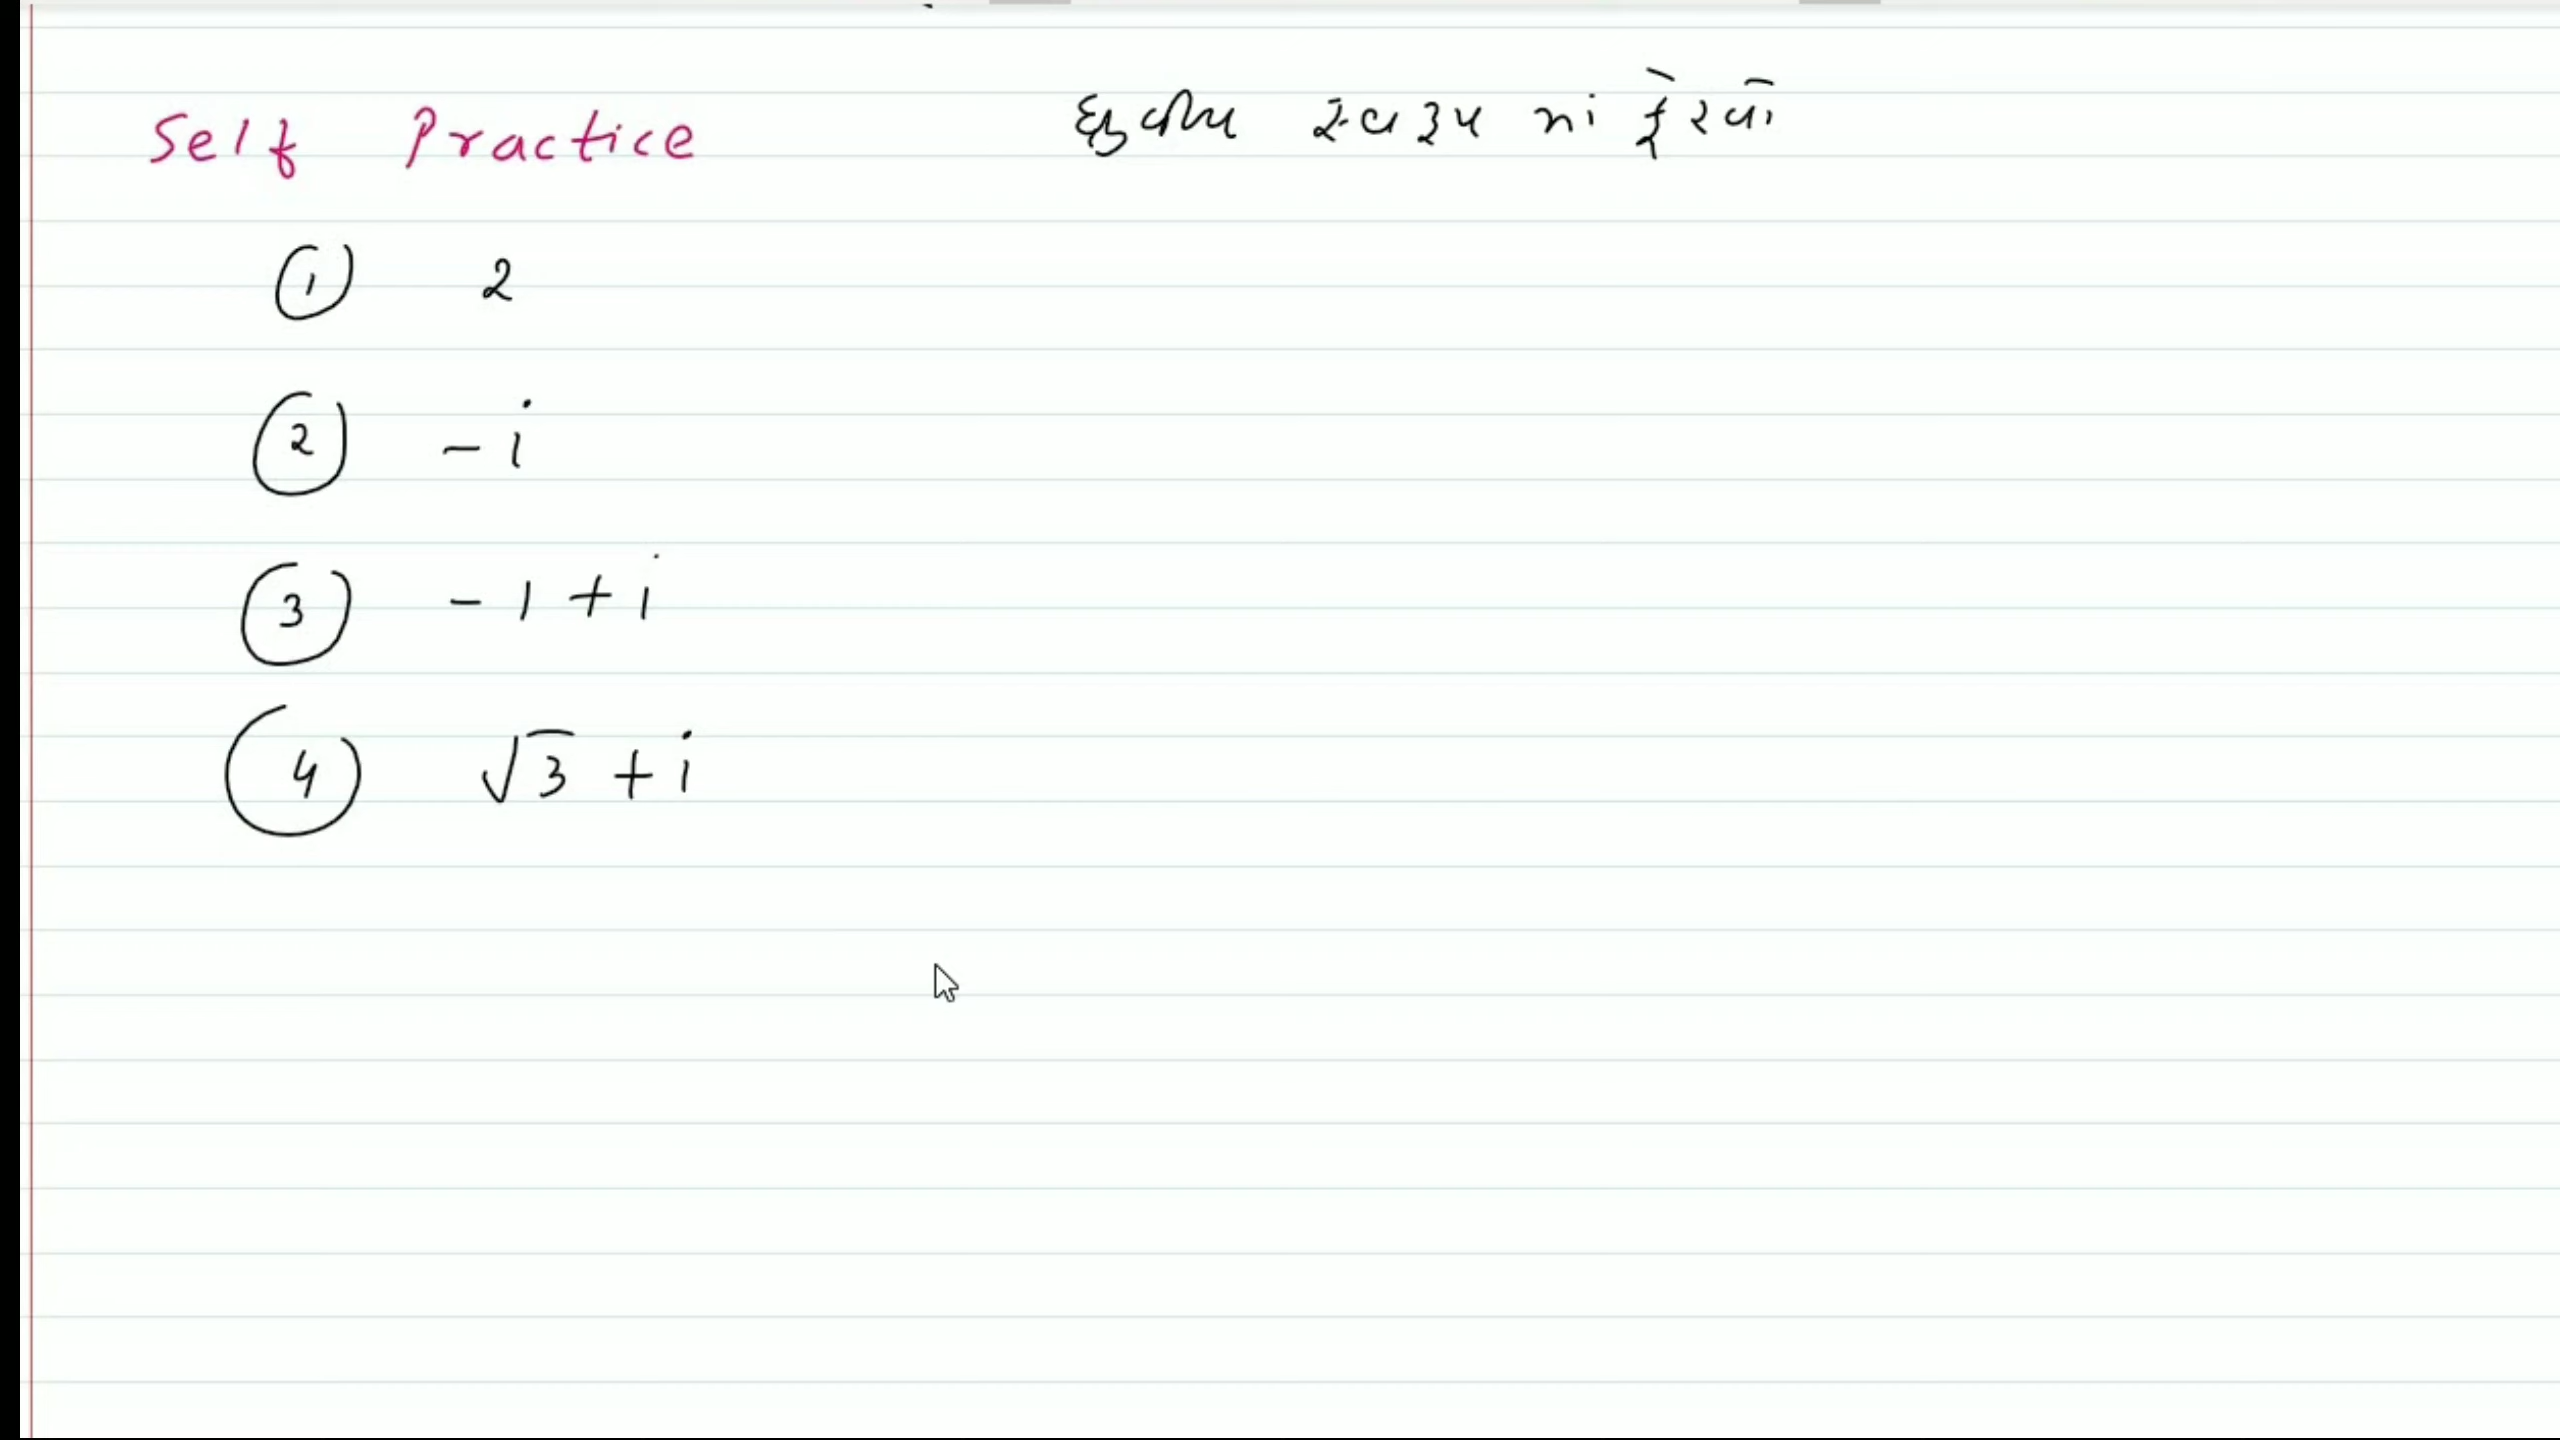 Self Practice ધ્રુવીય સ્વરૂપ માં ફેરવો
① 2
② - i
③ - 1 + i
④ √3 + i